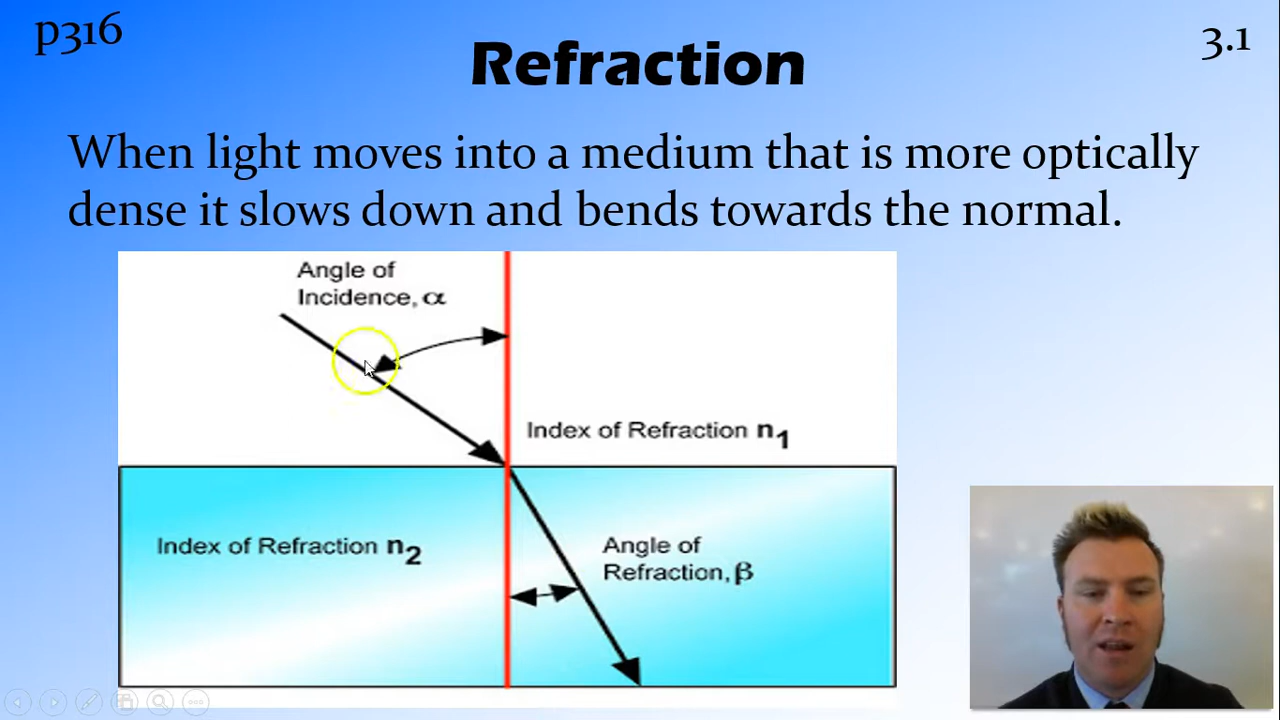 p316
3.1
Refraction
When light moves into a medium that is more optically
dense it slows down and bends towards the normal.
Angle of
Incidence, α
Index of Refraction n₁
Index of Refraction n₂
Angle of
Refraction, β